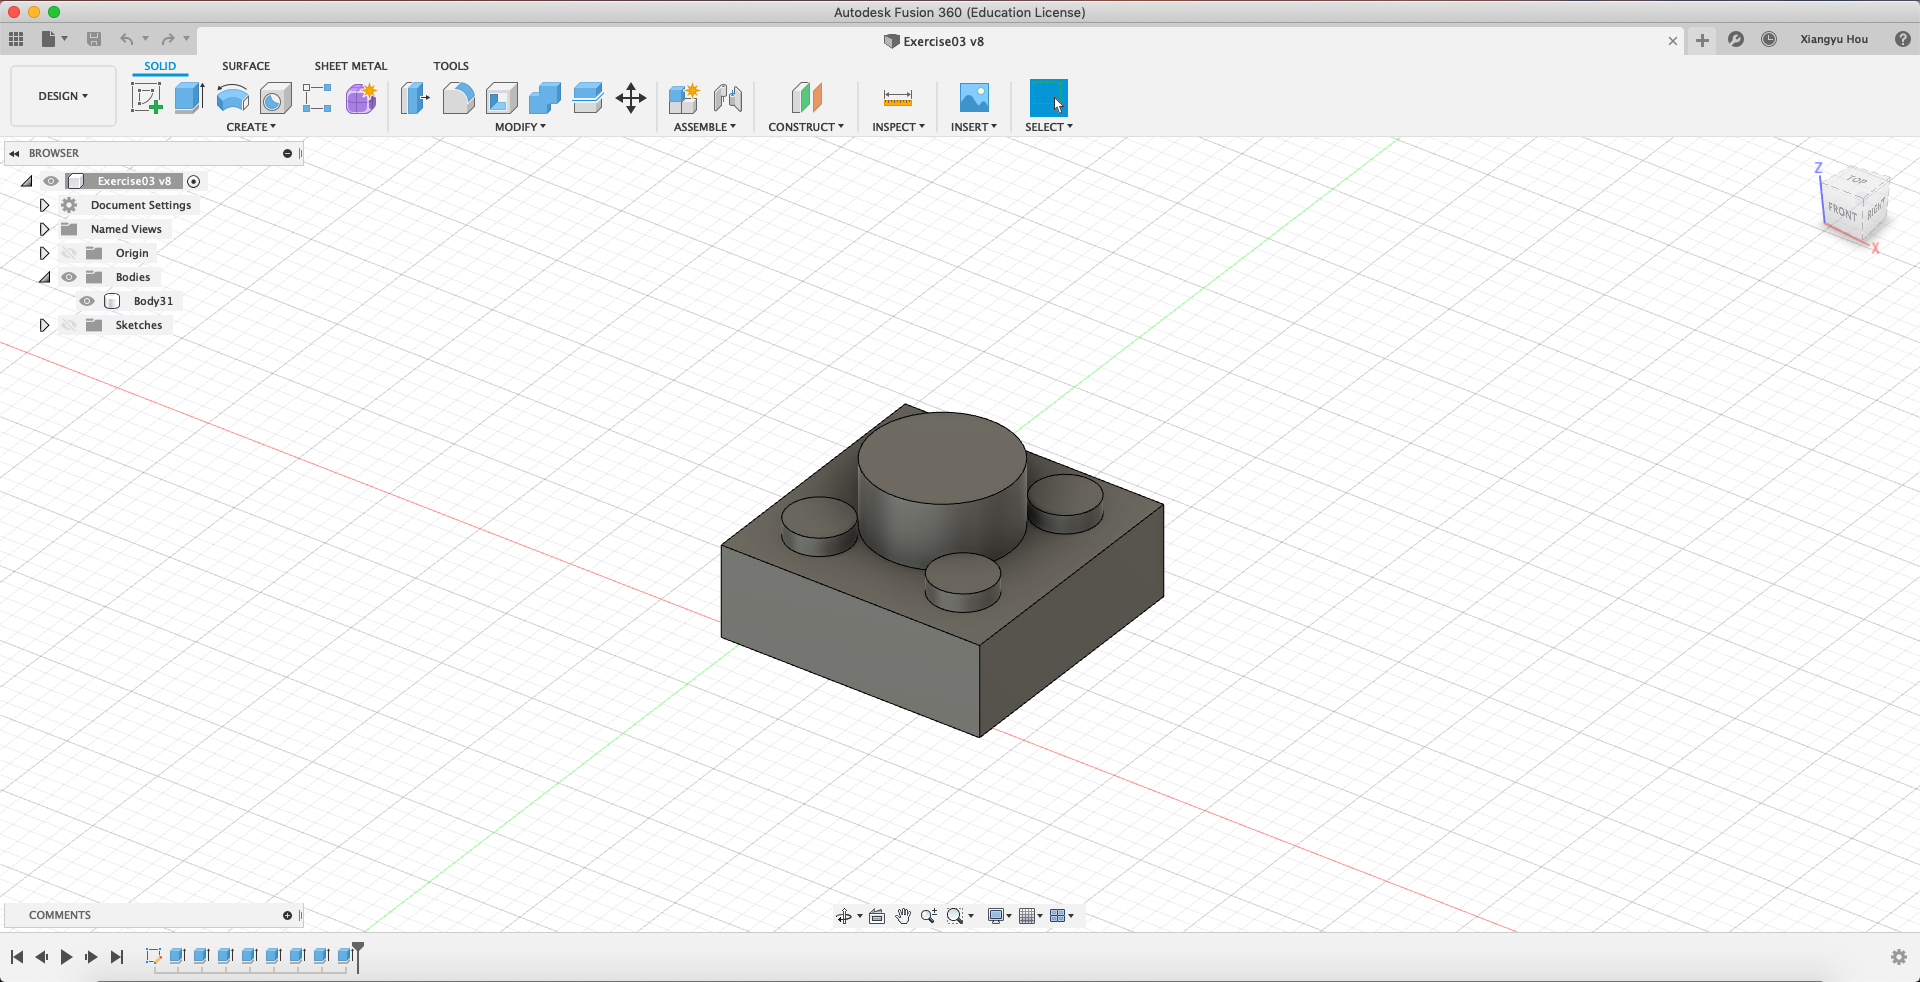 Autodesk Fusion 360 (Education License)
Exercise03 v8
Xiangyu Hou
SOLID SURFACE SHEET METAL TOOLS
DESIGN
CREATE MODIFY ASSEMBLE CONSTRUCT INSPECT INSERT SELECT
BROWSER
Exercise03 v8
Document Settings
Named Views
Origin
Bodies
Body31
Sketches
Z
TOP
FRONT
RIGHT
X
COMMENTS